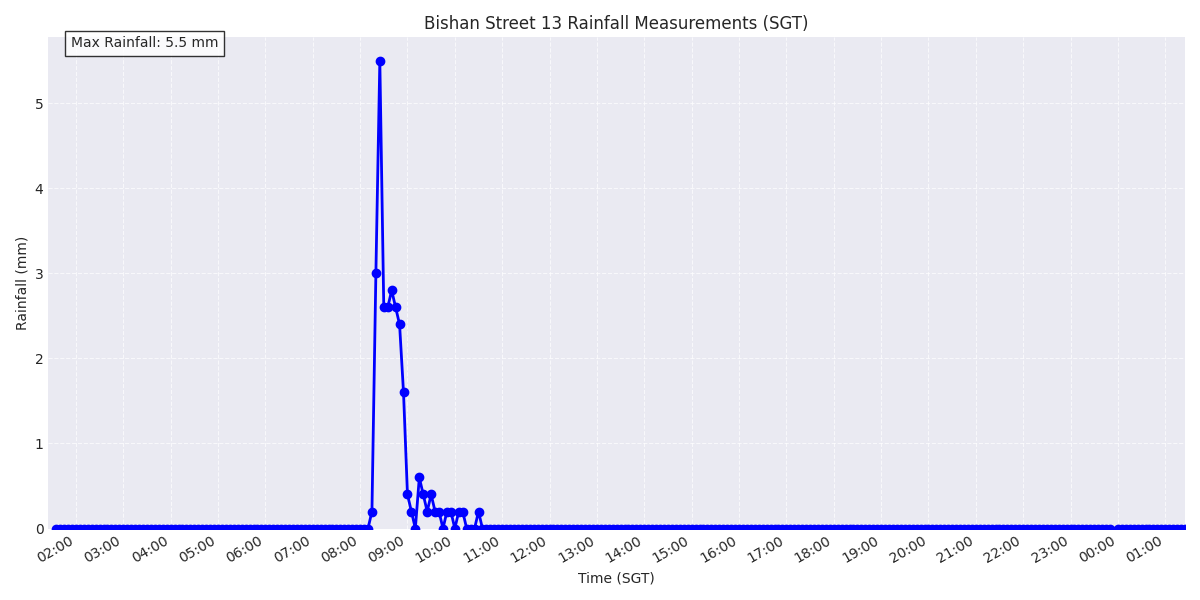 Bishan Street 13 Rainfall Measurements (SGT)
Max Rainfall: 5.5 mm
5
4
3
2
1
0
Rainfall (mm)
02:00 03:00 04:00 05:00 06:00 07:00 08:00 09:00 10:00 11:00 12:00 13:00 14:00 15:00 16:00 17:00 18:00 19:00 20:00 21:00 22:00 23:00 00:00 01:00
Time (SGT)